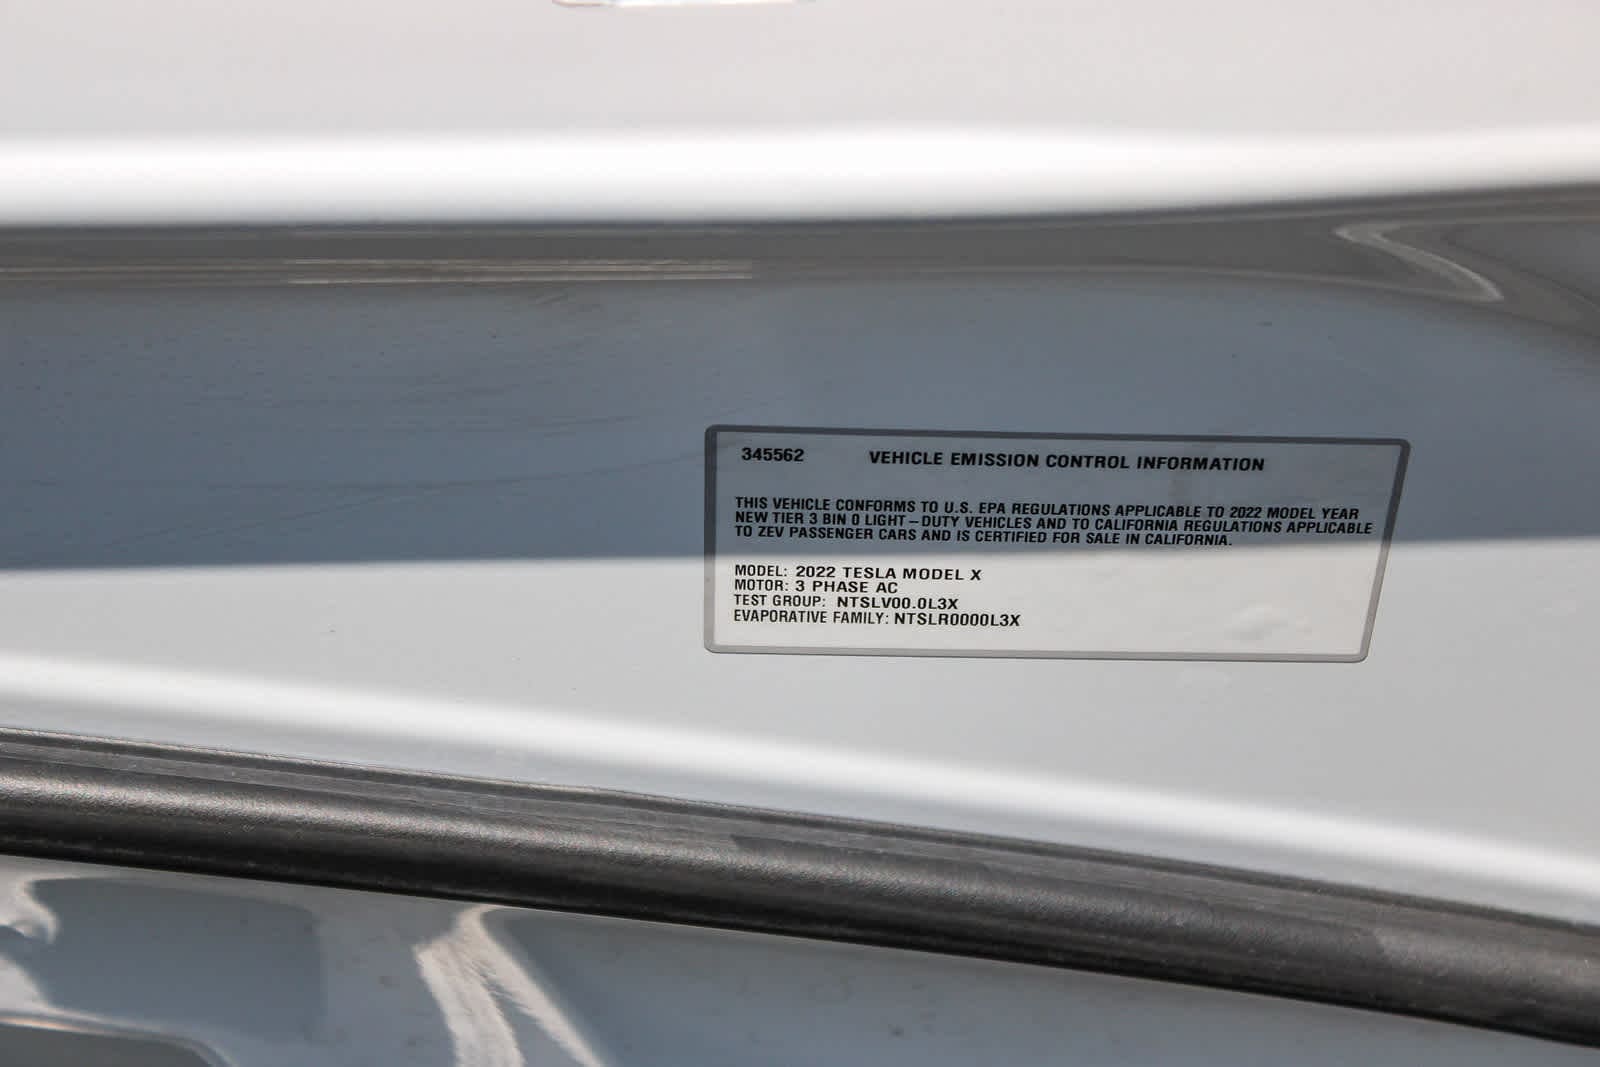 345562 VEHICLE EMISSION CONTROL INFORMATION
THIS VEHICLE CONFORMS TO U.S. EPA REGULATIONS APPLICABLE TO 2022 MODEL YEAR
NEW TIER 3 BIN 0 LIGHT-DUTY VEHICLES AND TO CALIFORNIA REGULATIONS APPLICABLE
TO ZEV PASSENGER CARS AND IS CERTIFIED FOR SALE IN CALIFORNIA.
MODEL: 2022 TESLA MODEL X
MOTOR: 3 PHASE AC
TEST GROUP: NTSLV00.0L3X
EVAPORATIVE FAMILY: NTSLR0000L3X